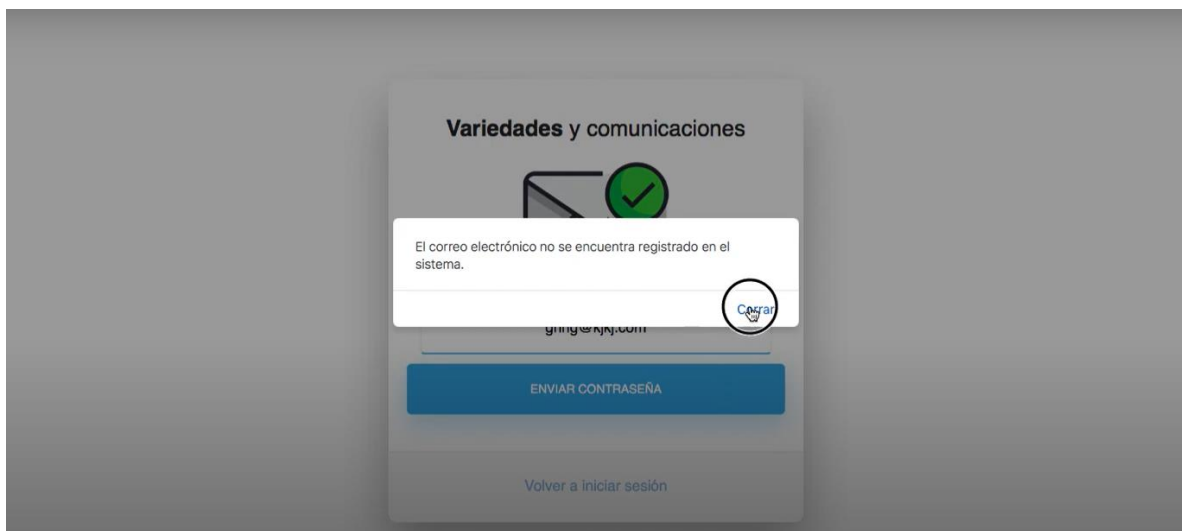 Variedades y comunicaciones
El correo electrónico no se encuentra registrado en el
sistema.
Cerrar
ENVIAR CONTRASEÑA
Volver a iniciar sesión